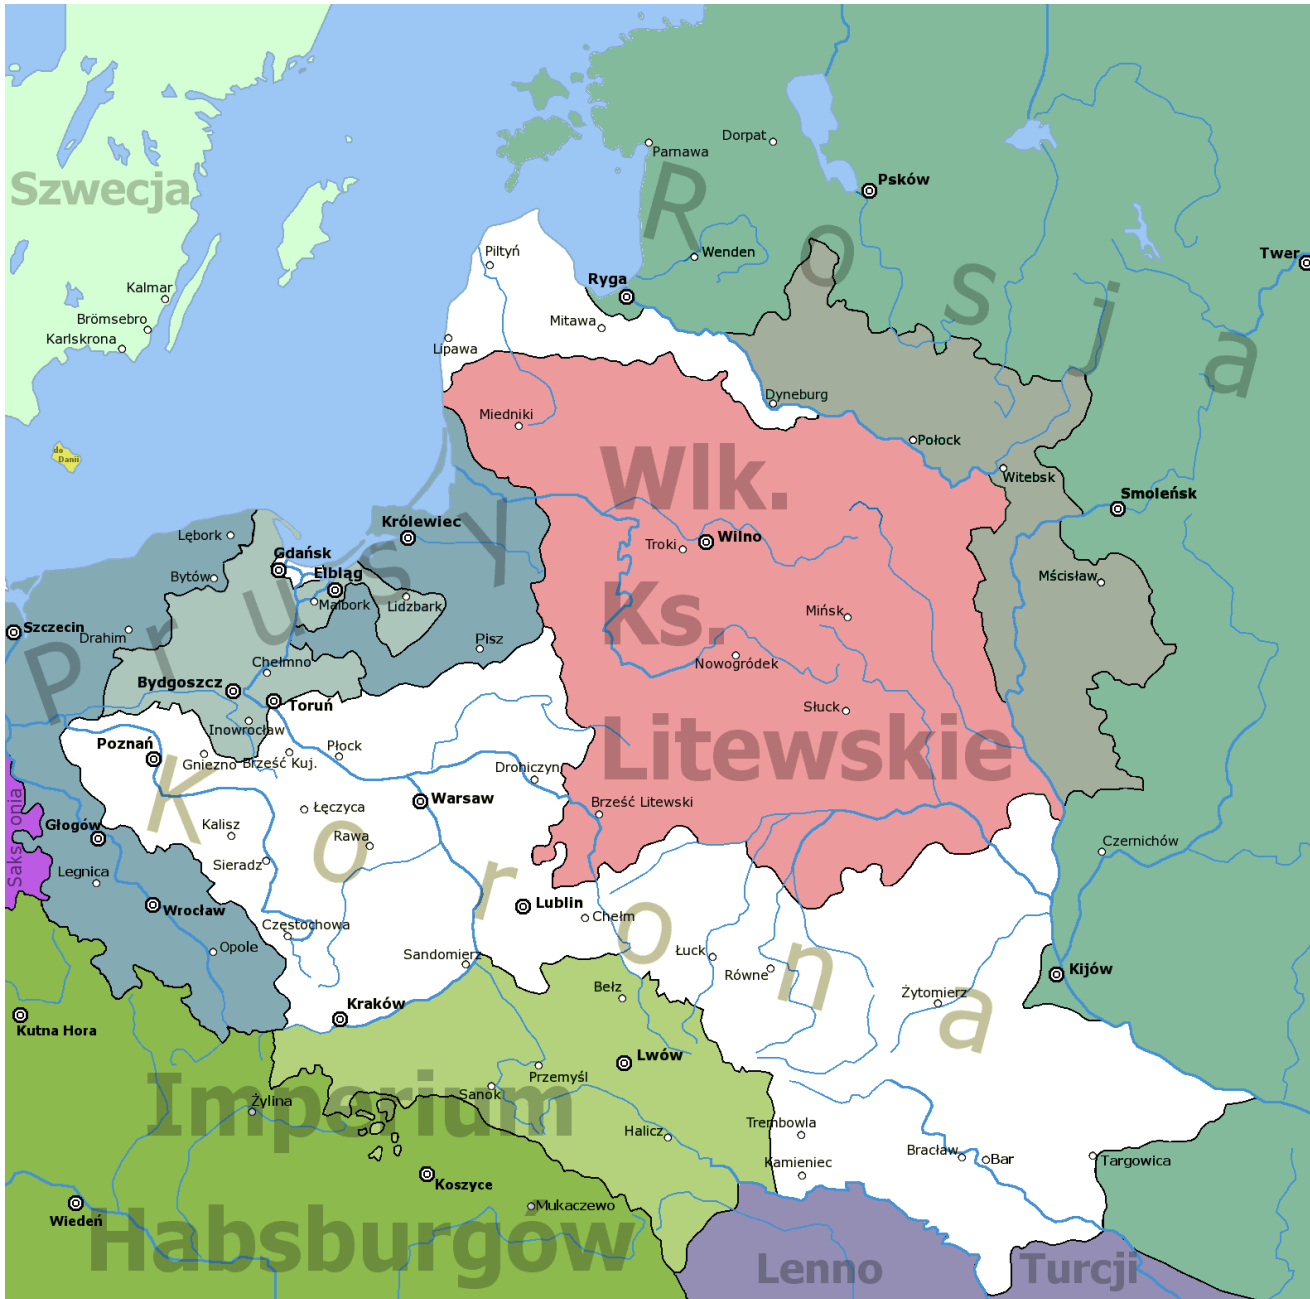 Szwecja
Kalmar
Brömsebro
Karlskrona
do
Danii
Parnawa
Dorpat
Psków
Wenden
Twer
Ryga
Piltyń
Mitawa
Lipawa
Rosja
Dyneburg
Miedniki
Połock
Witebsk
Smoleńsk
Wlk.
Ks.
Litewskie
Wilno
Troki
Mińsk
Mścisław
Nowogródek
Słuck
Prusy
Królewiec
Lębork
Gdańsk
Elbląg
Bytów
Malbork
Lidzbark
Szczecin
Drahim
Pisz
Chełmno
Bydgoszcz
Toruń
Inowrocław
Poznań
Gniezno
Brześć Kuj.
Płock
Drohiczyn
Warsaw
Brześć Litewski
Łęczyca
Kalisz
Rawa
Sieradz
Korona
Głogów
Saksonia
Legnica
Wrocław
Opole
Częstochowa
Lublin
Chełm
Sandomierz
Łuck
Równe
Czernichów
Kijów
Żytomierz
Bełz
Kraków
Kutna Hora
Lwów
Przemyśl
Sanok
Żylina
Halicz
Trembowla
Kamieniec
Bracław
Bar
Targowica
Imperium
Habsburgów
Koszyce
Mukaczewo
Wiedeń
Lenno Turcji